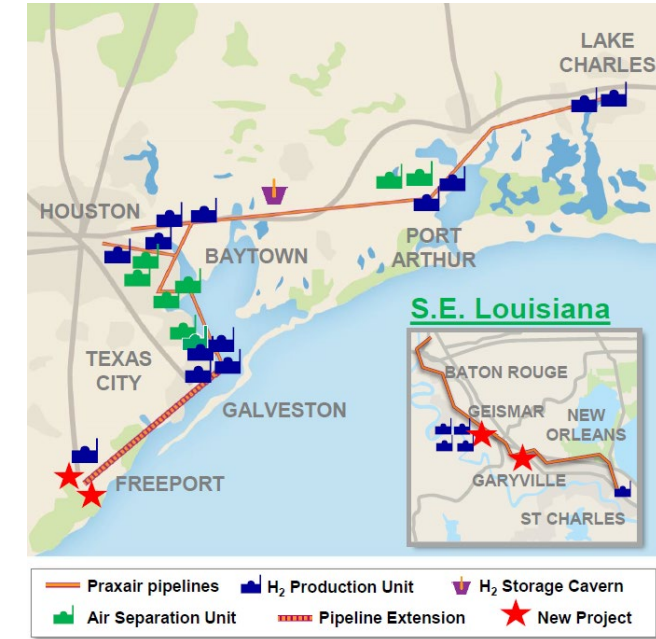 LAKE
CHARLES
HOUSTON
BAYTOWN
PORT
ARTHUR
S.E. Louisiana
TEXAS
CITY
BATON ROUGE
GEISMAR
NEW
ORLEANS
GALVESTON
GARYVILLE
FREEPORT
ST CHARLES
Praxair pipelines
H₂ Production Unit
H₂ Storage Cavern
Air Separation Unit
Pipeline Extension
New Project